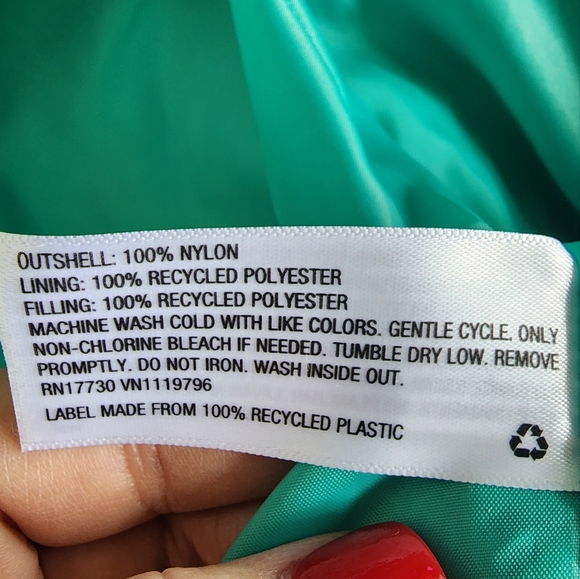 OUTSHELL: 100% NYLON
LINING: 100% RECYCLED POLYESTER
FILLING: 100% RECYCLED POLYESTER
MACHINE WASH COLD WITH LIKE COLORS. GENTLE CYCLE. ONLY
NON-CHLORINE BLEACH IF NEEDED. TUMBLE DRY LOW. REMOVE
PROMPTLY. DO NOT IRON. WASH INSIDE OUT.
RN17730 VN1119796
LABEL MADE FROM 100% RECYCLED PLASTIC